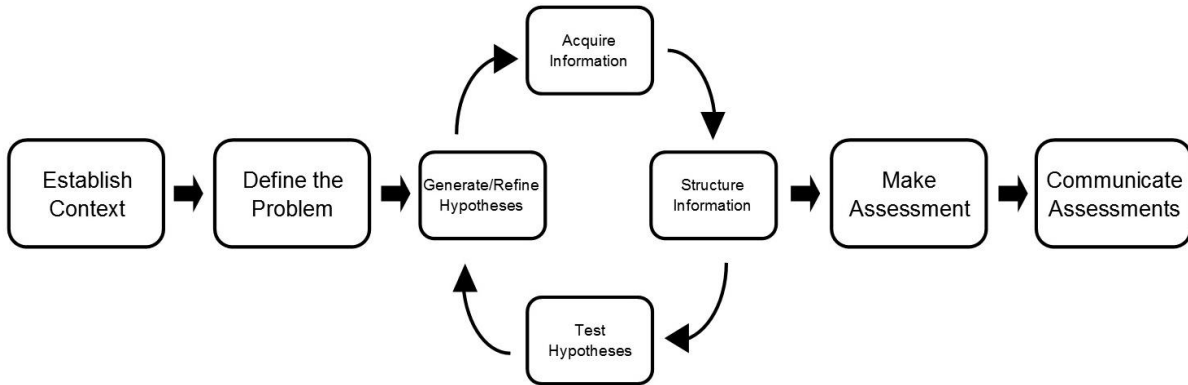 Establish
Context
Define the
Problem
Generate/Refine
Hypotheses
Acquire
Information
Structure
Information
Test
Hypotheses
Make
Assessment
Communicate
Assessments